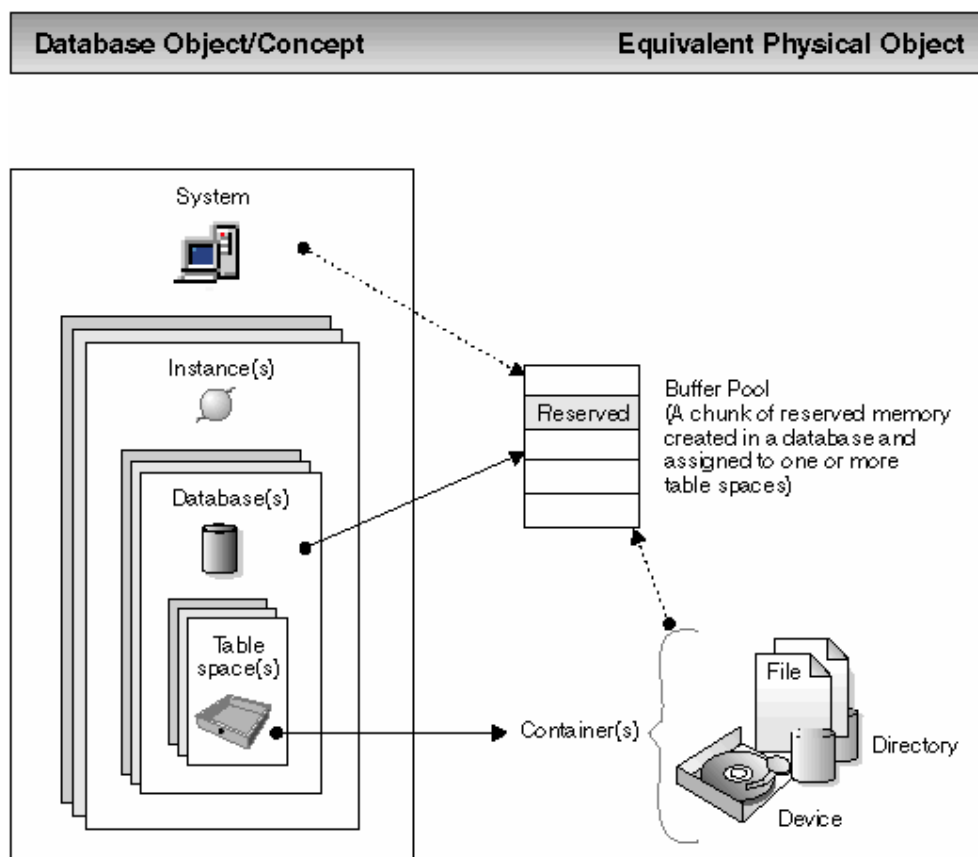 Database Object/Concept
Equivalent Physical Object
System
Instance(s)
Reserved
Buffer Pool
(A chunk of reserved memory
created in a database and
assigned to one or more
table spaces)
Database(s)
Table
space(s)
Container(s)
File
Directory
Device